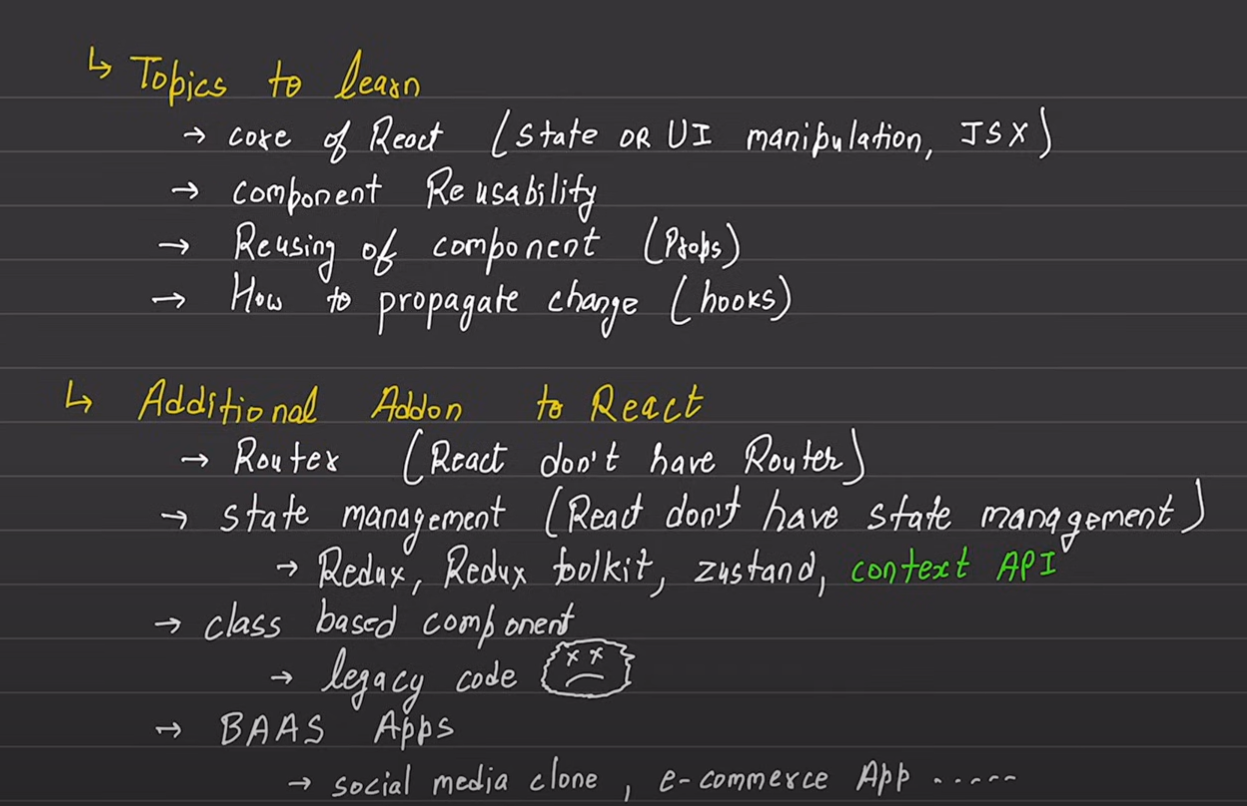 ↳ Topics to learn
→ core of React (state or UI manipulation, JSX)
→ component Reusability
→ Reusing of component (Props)
→ How to propagate change (hooks)
↳ Additional Addon to React
→ Router (React don't have Router)
→ state management (React don't have state management)
→ Redux, Redux toolkit, zustand, context API
→ class based component
→ legacy code
→ BAAS Apps
→ social media clone, e-commerce App .....